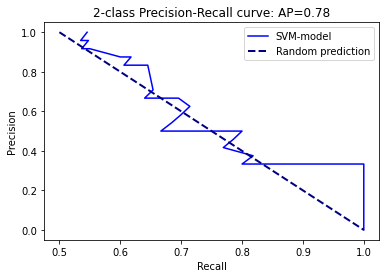 2-class Precision-Recall curve: AP=0.78
SVM-model
Random prediction
1.0
0.8
0.6
0.4
0.2
0.0
Precision
0.5
0.6
0.7
0.8
0.9
1.0
Recall